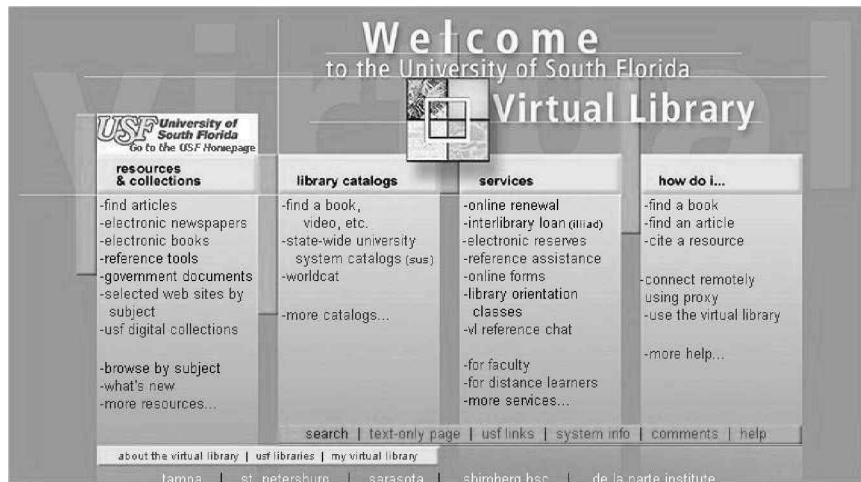 virtual
Welcome
to the University of South Florida
Virtual Library
USF University of
South Florida
Go to the USF Homepage
resources
& collections
-find articles
-electronic newspapers
-electronic books
-reference tools
-government documents
-selected web sites by
subject
-usf digital collections
-browse by subject
-what's new
-more resources...
library catalogs
-find a book,
video, etc.
-state-wide university
system catalogs (sus)
-worldcat
-more catalogs...
services
-online renewal
-interlibrary loan (illiad)
-electronic reserves
-reference assistance
-online forms
-library orientation
classes
-vl reference chat
-for faculty
-for distance learners
-more services...
how do i...
-find a book
-find an article
-cite a resource
-connect remotely
using proxy
-use the virtual library
-more help...
search | text-only page | usf links | system info | comments | help
about the virtual library | usf libraries | my virtual library
tampa | st. petersburg | sarasota | shimberg hsc | de la parte institute